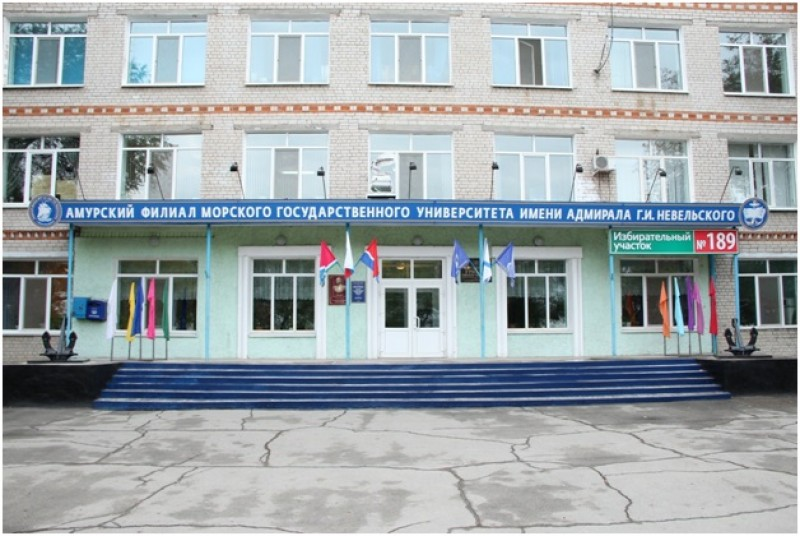 АМУРСКИЙ ФИЛИАЛ МОРСКОГО ГОСУДАРСТВЕННОГО УНИВЕРСИТЕТА ИМЕНИ АДМИРАЛА Г.И. НЕВЕЛЬСКОГО
Избирательный
участок
№189